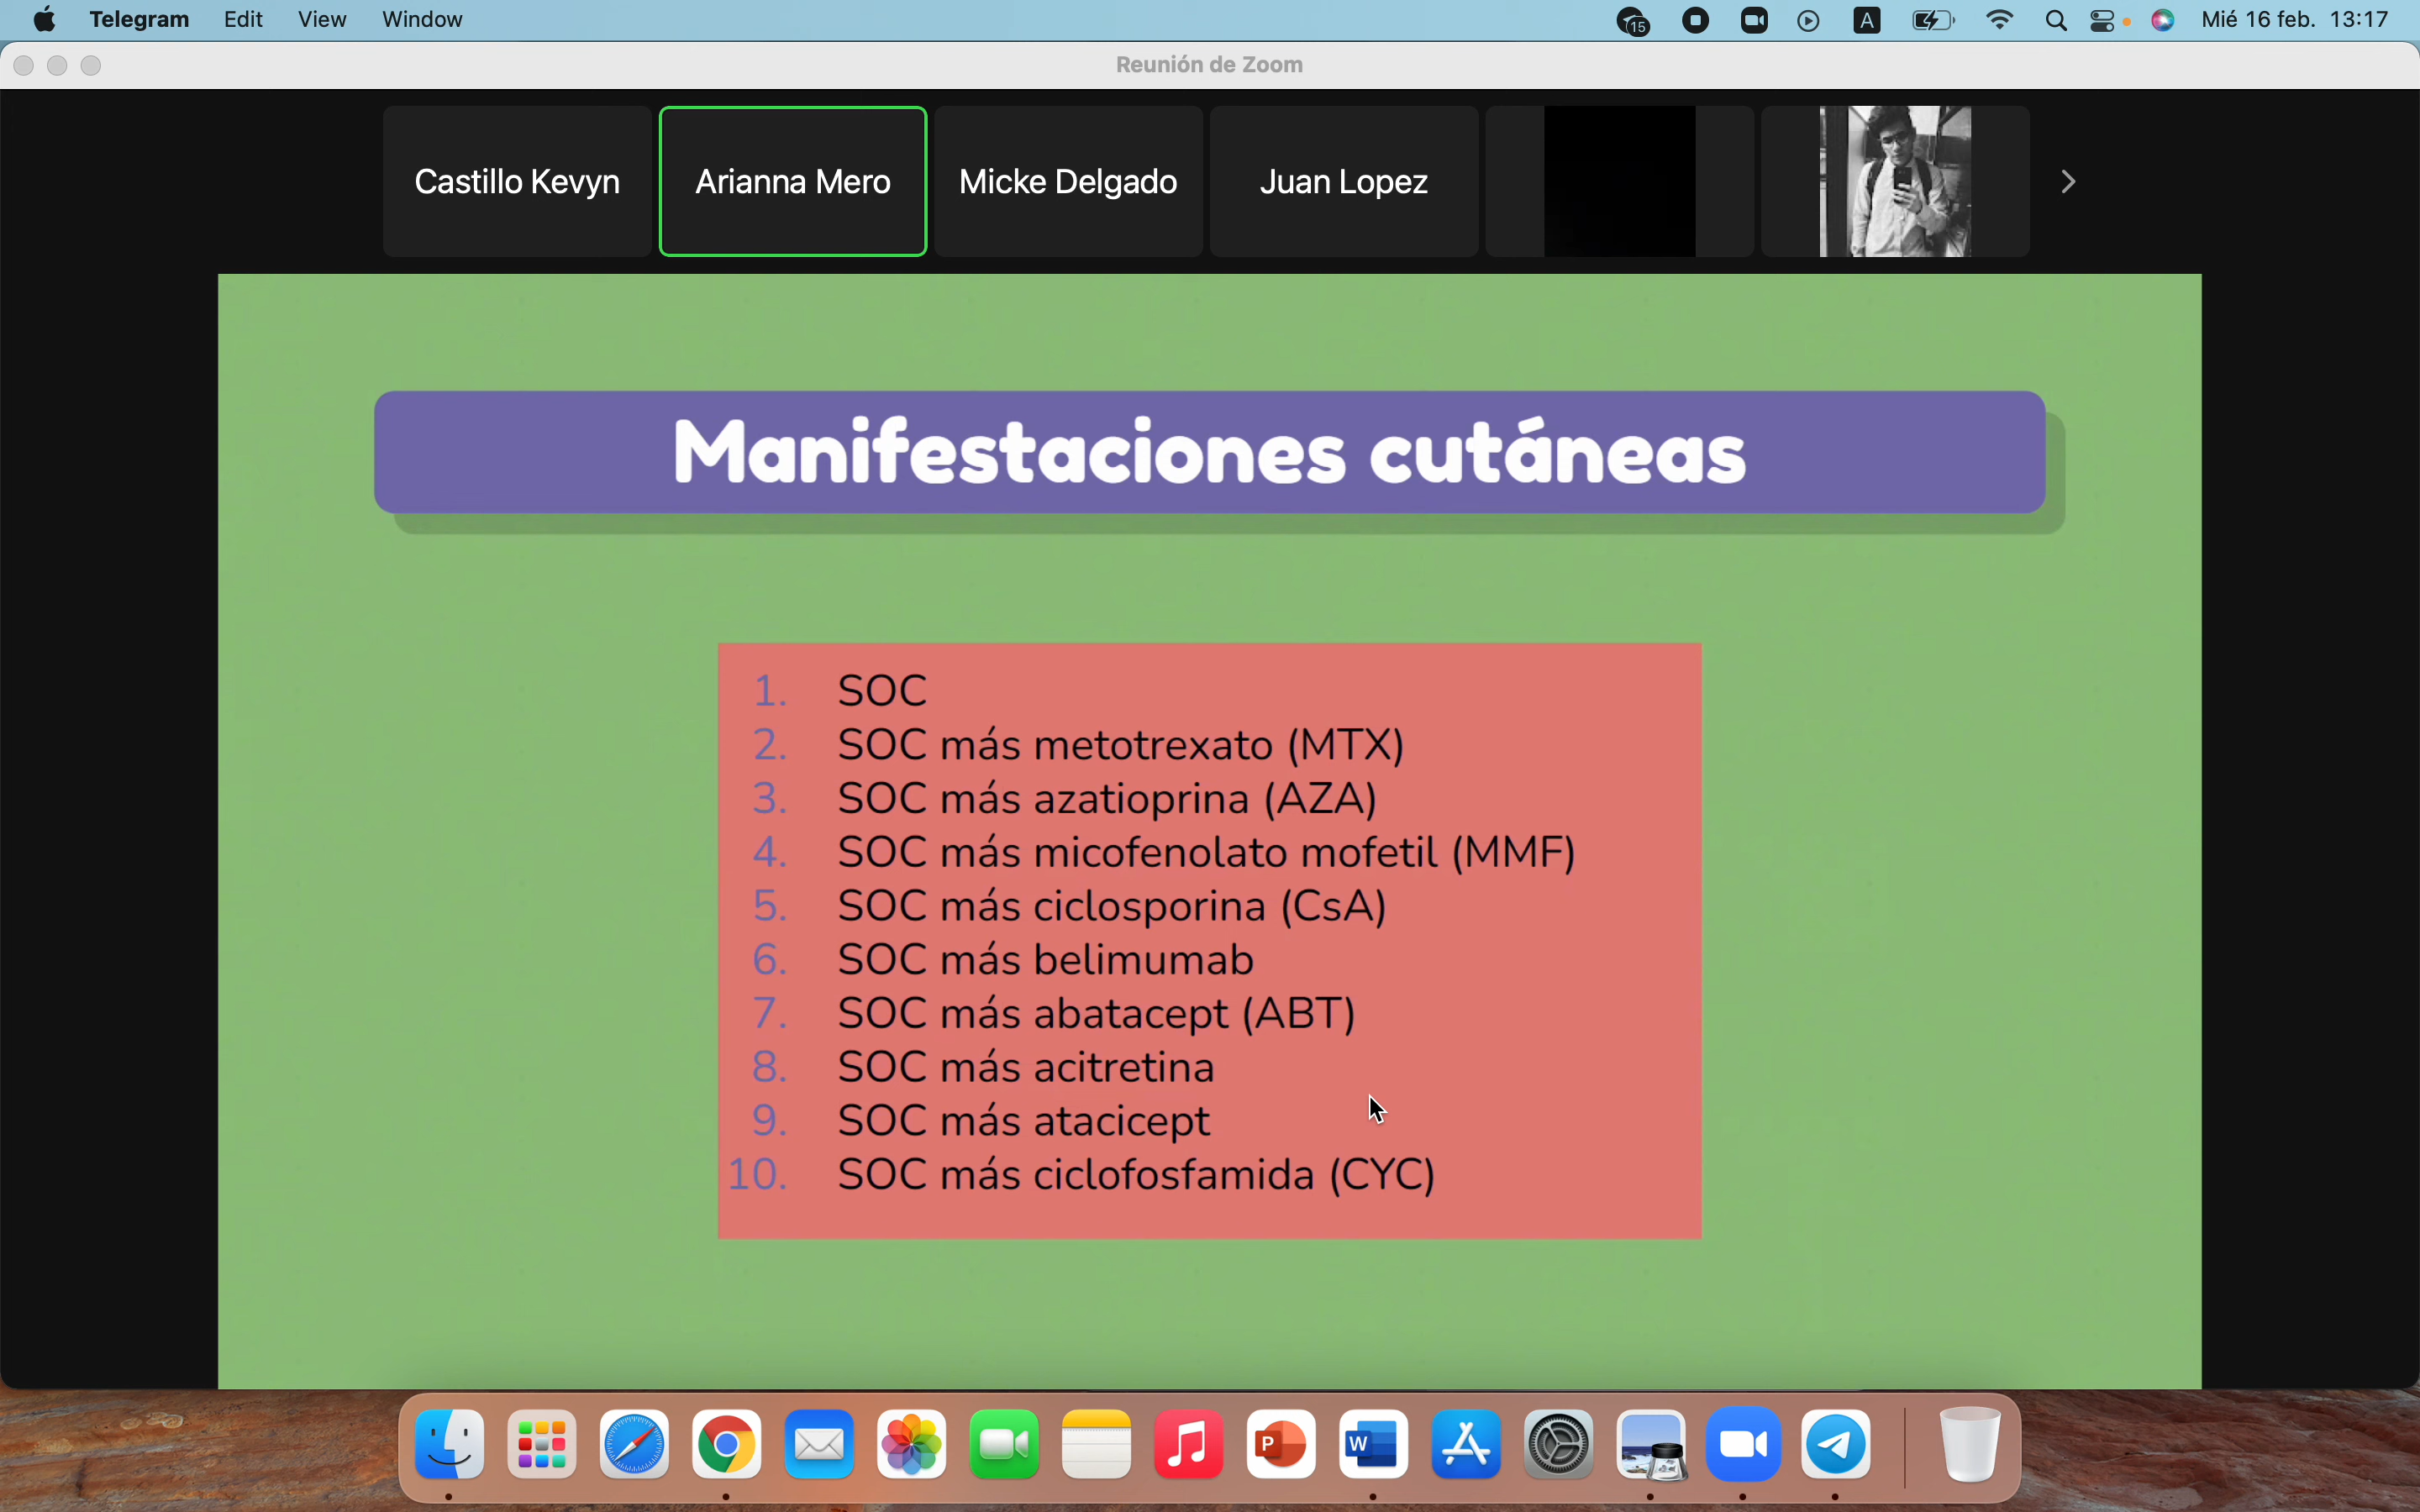 Telegram Edit View Window 15 A Mié 16 feb. 13:17
Reunión de Zoom
Castillo Kevyn Arianna Mero Micke Delgado Juan Lopez
Manifestaciones cutáneas
1. SOC
2. SOC más metotrexato (MTX)
3. SOC más azatioprina (AZA)
4. SOC más micofenolato mofetil (MMF)
5. SOC más ciclosporina (CsA)
6. SOC más belimumab
7. SOC más abatacept (ABT)
8. SOC más acitretina
9. SOC más atacicept
10. SOC más ciclofosfamida (CYC)
P W